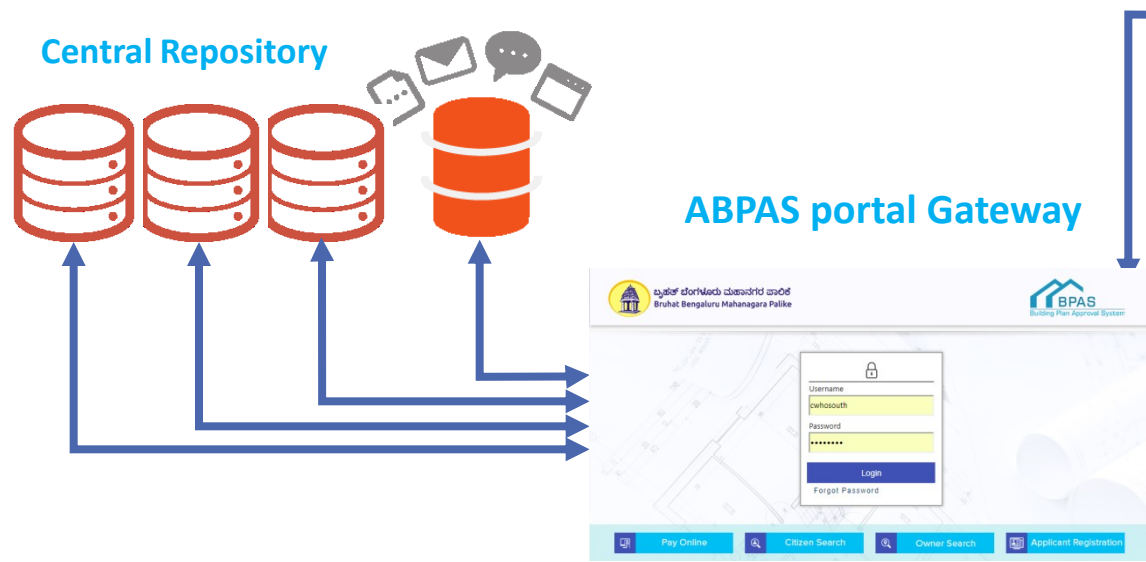 Central Repository
ABPAS portal Gateway
ಬೃಹತ್ ಬೆಂಗಳೂರು ಮಹಾನಗರ ಪಾಲಿಕೆ
Bruhat Bengaluru Mahanagara Palike
BPAS
Building Plan Approval System
Username
cwhosouth
Password
••••••••
Login
Forgot Password
Pay Online
Citizen Search
Owner Search
Applicant Registration